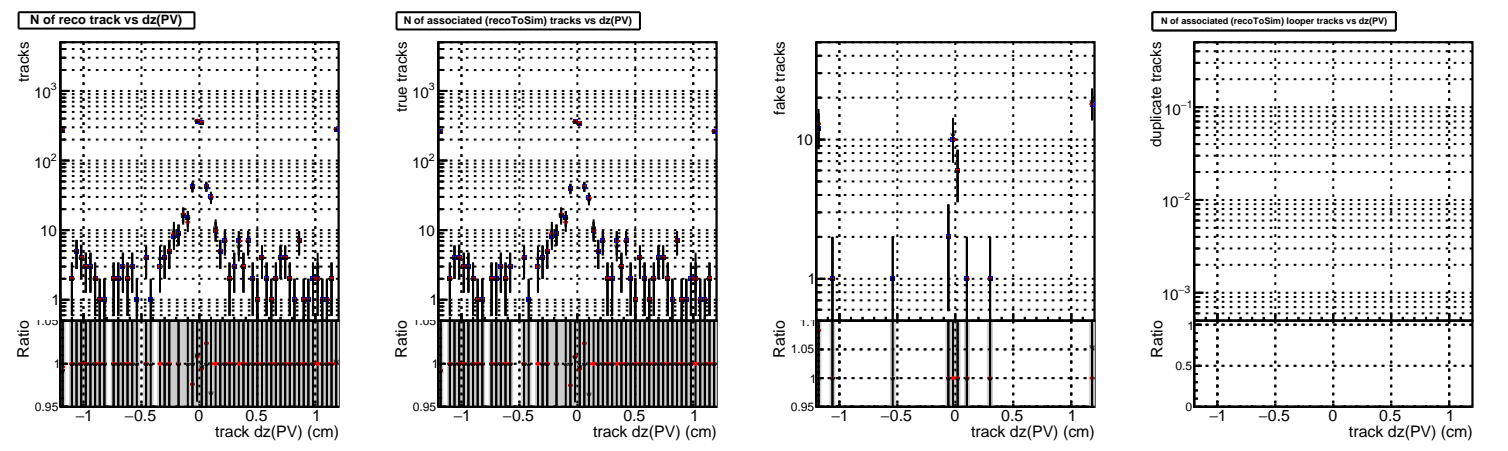 N of reco track vs dz(PV)
tracks
10³
10²
10
1
1.05
1
0.95
Ratio
−1 −0.5 0 0.5 1
track dz(PV) (cm)
N of associated (recoToSim) tracks vs dz(PV)
true tracks
10³
10²
10
1
1.05
1
0.95
Ratio
−1 −0.5 0 0.5 1
track dz(PV) (cm)
fake tracks
10
1
1.1
1.05
1
0.95
Ratio
−1 −0.5 0 0.5 1
track dz(PV) (cm)
N of associated (recoToSim) looper tracks vs dz(PV)
duplicate tracks
10⁻¹
10⁻²
10⁻³
1
0.5
0
Ratio
−1 −0.5 0 0.5 1
track dz(PV) (cm)